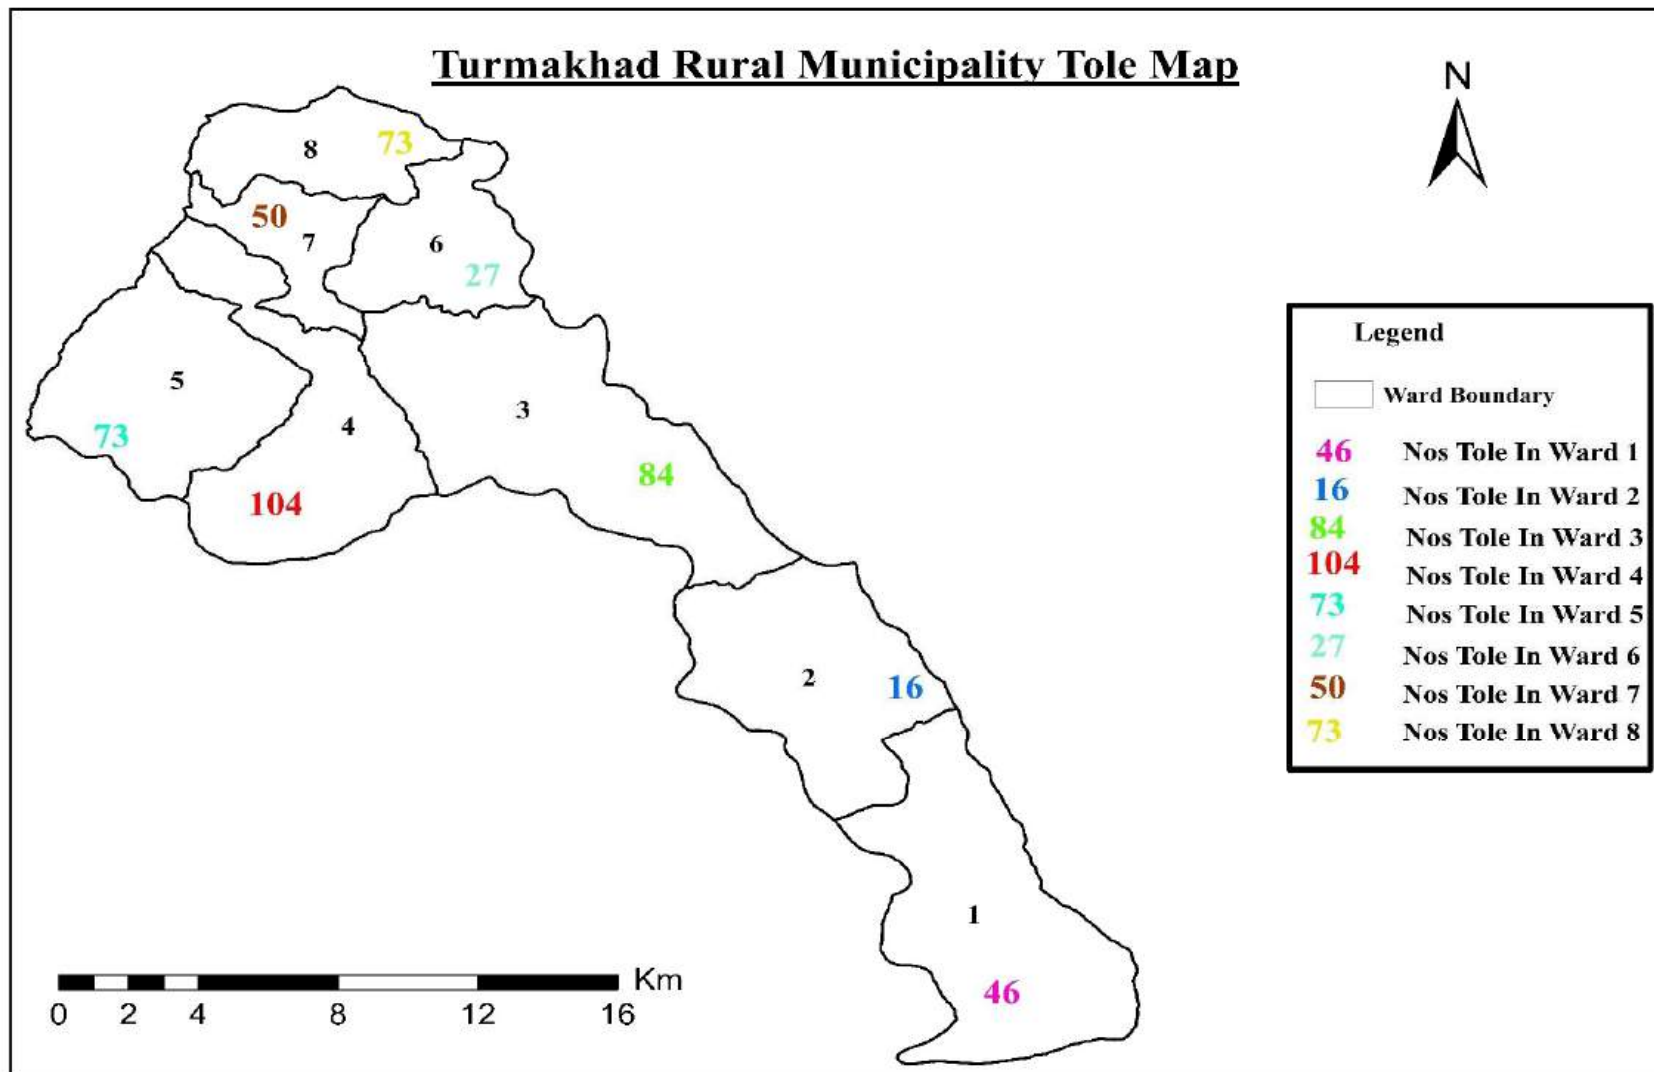 Turmakhad Rural Municipality Tole Map
N
8 73
50
7
6
27
5
73
4
104
3
84
2
16
1
46
Legend
Ward Boundary
46 Nos Tole In Ward 1
16 Nos Tole In Ward 2
84 Nos Tole In Ward 3
104 Nos Tole In Ward 4
73 Nos Tole In Ward 5
27 Nos Tole In Ward 6
50 Nos Tole In Ward 7
73 Nos Tole In Ward 8
Km
0 2 4 8 12 16